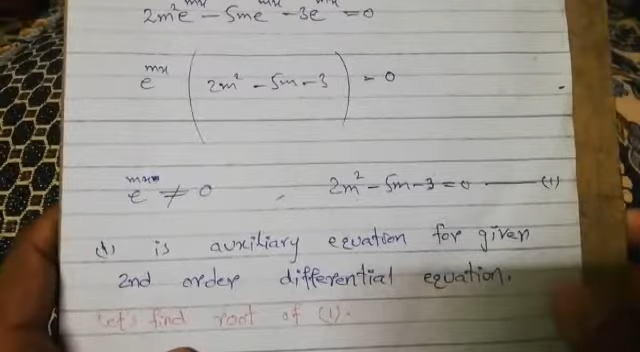 2m²e^mx - 5me^mx - 3e^mx = 0
e^mx ( 2m² - 5m - 3 ) = 0
e^mx ≠ 0 , 2m² - 5m - 3 = 0 —— (1)
(1) is auxiliary equation for given
2nd order differential equation.
Let's find root of (1).